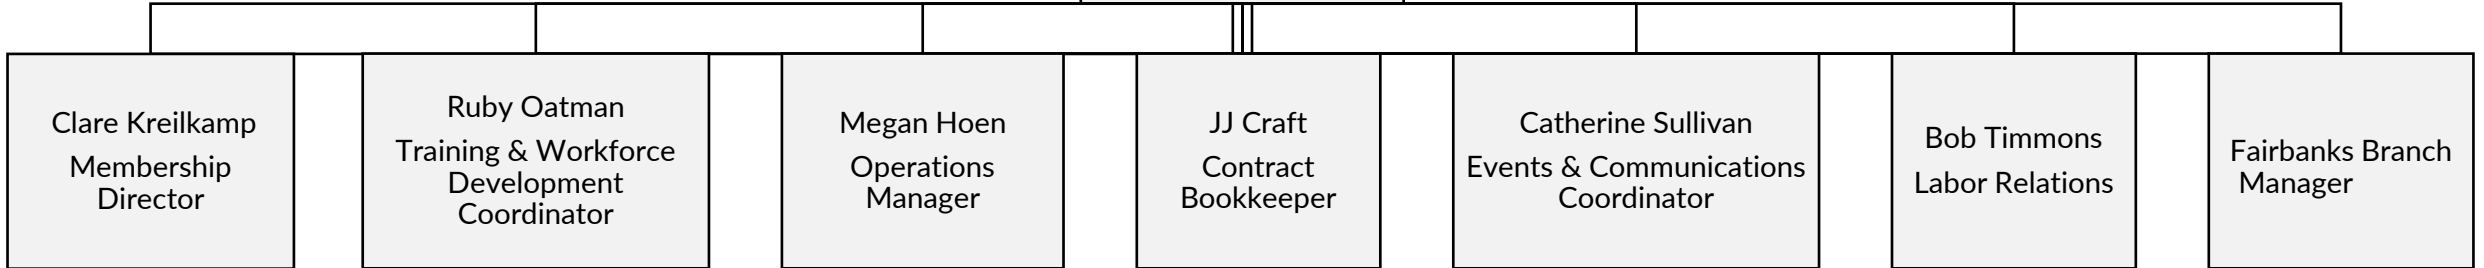 Clare Kreilkamp
Membership
Director
Ruby Oatman
Training & Workforce
Development
Coordinator
Megan Hoen
Operations
Manager
JJ Craft
Contract
Bookkeeper
Catherine Sullivan
Events & Communications
Coordinator
Bob Timmons
Labor Relations
Fairbanks Branch
Manager